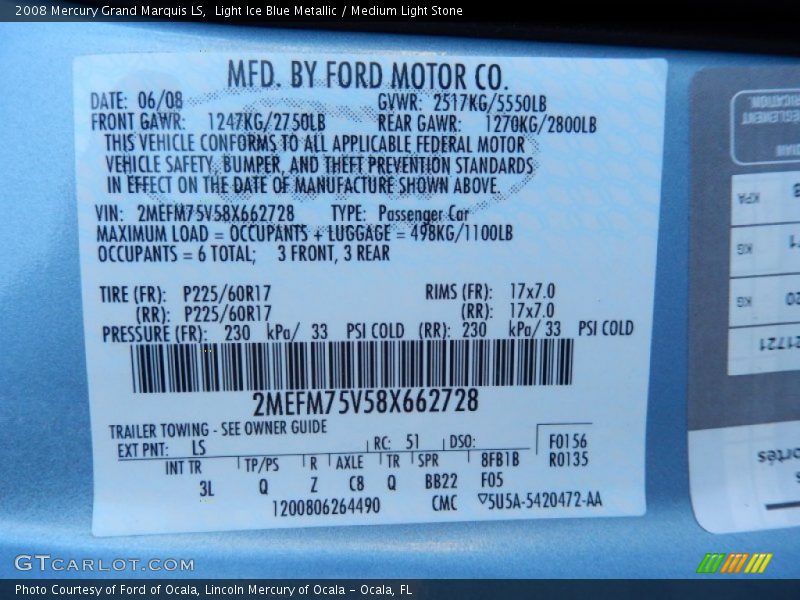 2008 Mercury Grand Marquis LS,  Light Ice Blue Metallic / Medium Light Stone
MFD. BY FORD MOTOR CO.
DATE: 06/08 GVWR: 2517KG/5550LB
FRONT GAWR: 1247KG/2750LB REAR GAWR: 1270KG/2800LB
THIS VEHICLE CONFORMS TO ALL APPLICABLE FEDERAL MOTOR
VEHICLE SAFETY, BUMPER, AND THEFT PREVENTION STANDARDS
IN EFFECT ON THE DATE OF MANUFACTURE SHOWN ABOVE.
VIN: 2MEFM75V58X662728 TYPE: Passenger Car
MAXIMUM LOAD = OCCUPANTS + LUGGAGE = 498KG/1100LB
OCCUPANTS = 6 TOTAL; 3 FRONT, 3 REAR
TIRE (FR): P225/60R17 RIMS (FR): 17x7.0
(RR): P225/60R17 (RR): 17x7.0
PRESSURE (FR): 230 kPa/ 33 PSI COLD (RR): 230 kPa/ 33 PSI COLD
2MEFM75V58X662728
TRAILER TOWING - SEE OWNER GUIDE
EXT PNT: LS RC: 51 DSO: F0156
INT TR TP/PS R AXLE TR SPR 8FB1B R0135
3L Q Z C8 Q BB22 F05
1200806264490 CMC 5U5A-5420472-AA
RÈGLEMENT
KPA
KG
KG
21721
ortés
GTCARLOT.COM
Photo Courtesy of Ford of Ocala, Lincoln Mercury of Ocala - Ocala, FL